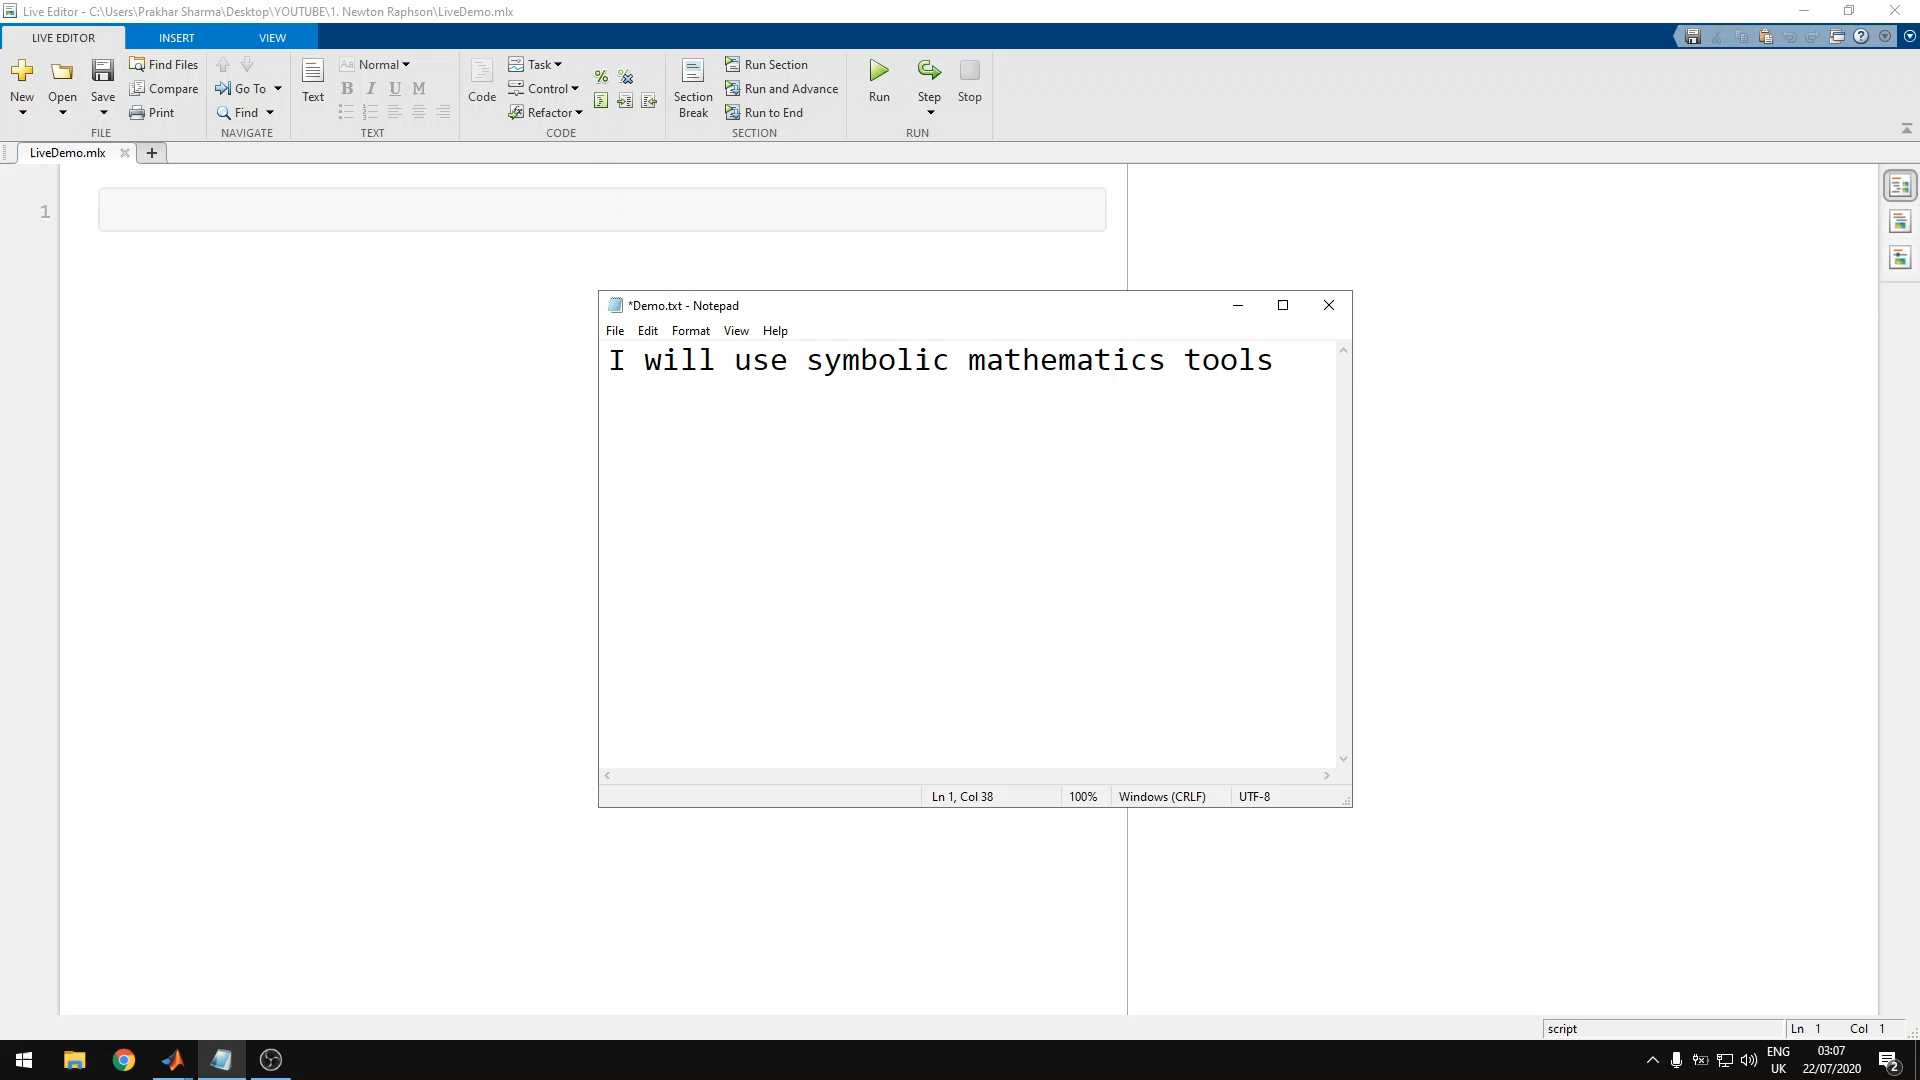 Live Editor - C:\Users\Prakhar Sharma\Desktop\YOUTUBE\1. Newton Raphson\LiveDemo.mlx
LIVE EDITOR INSERT VIEW
New Open Save Find Files Compare Print
FILE
Go To Find
NAVIGATE
Text Aa Normal B I U M
TEXT
Code Task Control Refactor
CODE
Section Break Run Section Run and Advance Run to End
SECTION
Run Step Stop
RUN
LiveDemo.mlx
1
*Demo.txt - Notepad
File Edit Format View Help
I will use symbolic mathematics tools
Ln 1, Col 38 100% Windows (CRLF) UTF-8
script Ln 1 Col 1
ENG 03:07
UK 22/07/2020 2